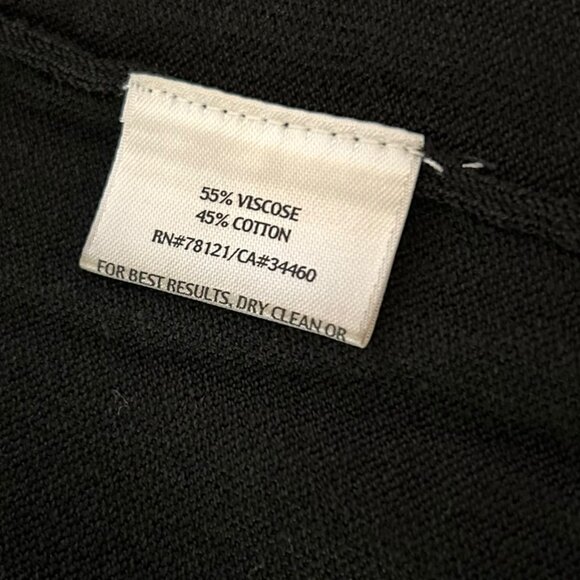 55% VISCOSE
45% COTTON
RN#78121/CA#34460
FOR BEST RESULTS, DRY CLEAN OR